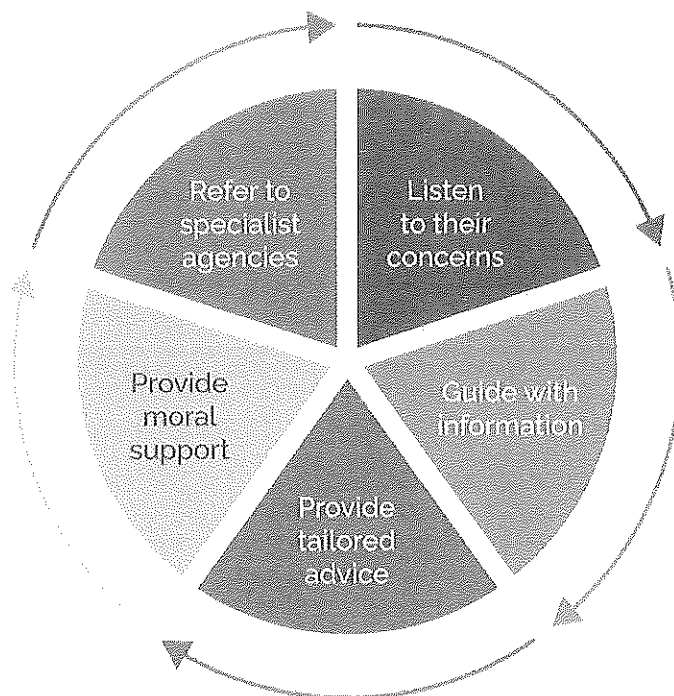 Listen
to their
concerns
Guide with
information
Provide
tailored
advice
Provide
moral
support
Refer to
specialist
agencies